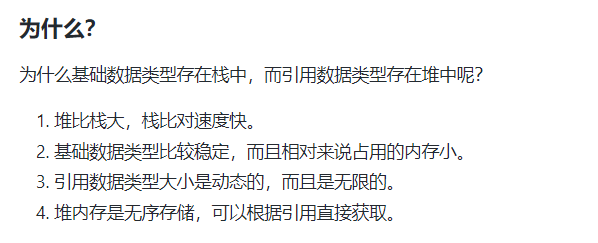 为什么?
为什么基础数据类型存在栈中，而引用数据类型存在堆中呢？
1. 堆比栈大，栈比对速度快。
2. 基础数据类型比较稳定，而且相对来说占用的内存小。
3. 引用数据类型大小是动态的，而且是无限的。
4. 堆内存是无序存储，可以根据引用直接获取。